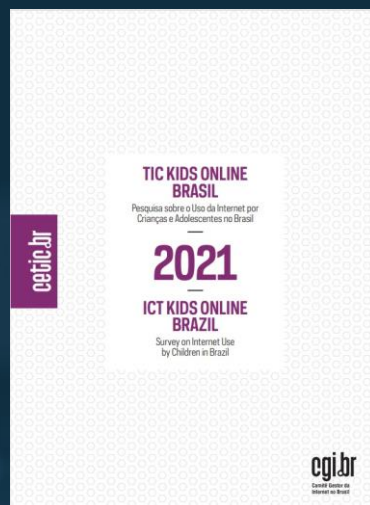 TIC KIDS ONLINE
BRASIL
Pesquisa sobre o Uso da Internet por
Crianças e Adolescentes no Brasil
2021
ICT KIDS ONLINE
BRAZIL
Survey on Internet Use
by Children in Brazil
cetic.br
cgi.br
Comitê Gestor da
Internet no Brasil